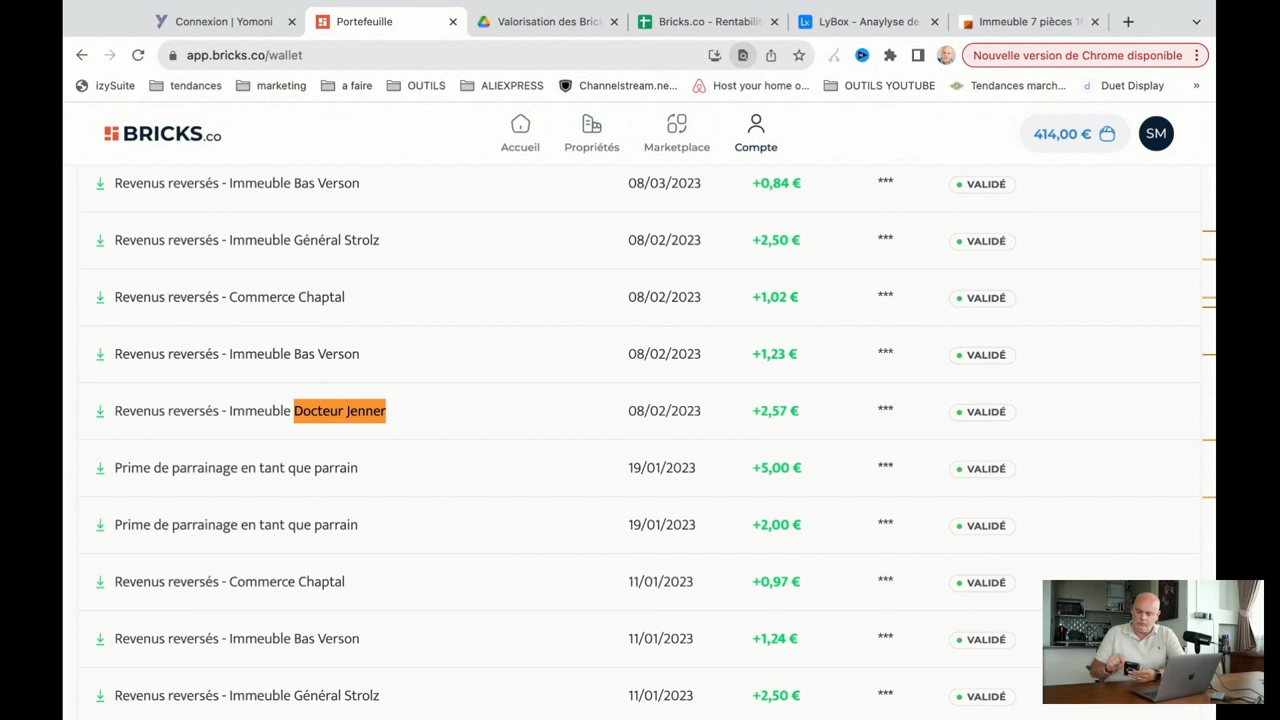 Connexion | Yomoni
Portefeuille
Valorisation des Brick
Bricks.co - Rentabilit
LyBox - Anaylse de
Immeuble 7 pièces 1
app.bricks.co/wallet
Nouvelle version de Chrome disponible
izySuite
tendances
marketing
a faire
OUTILS
ALIEXPRESS
Channelstream.ne...
Host your home o...
OUTILS YOUTUBE
Tendances march...
Duet Display
»
BRICKS.co
Accueil
Propriétés
Marketplace
Compte
414,00 €
SM
Revenus reversés - Immeuble Bas Verson 08/03/2023 +0,84 € *** VALIDÉ
Revenus reversés - Immeuble Général Strolz 08/02/2023 +2,50 € *** VALIDÉ
Revenus reversés - Commerce Chaptal 08/02/2023 +1,02 € *** VALIDÉ
Revenus reversés - Immeuble Bas Verson 08/02/2023 +1,23 € *** VALIDÉ
Revenus reversés - Immeuble Docteur Jenner 08/02/2023 +2,57 € *** VALIDÉ
Prime de parrainage en tant que parrain 19/01/2023 +5,00 € *** VALIDÉ
Prime de parrainage en tant que parrain 19/01/2023 +2,00 € *** VALIDÉ
Revenus reversés - Commerce Chaptal 11/01/2023 +0,97 € *** VALIDÉ
Revenus reversés - Immeuble Bas Verson 11/01/2023 +1,24 € *** VALIDÉ
Revenus reversés - Immeuble Général Strolz 11/01/2023 +2,50 € *** VALIDÉ